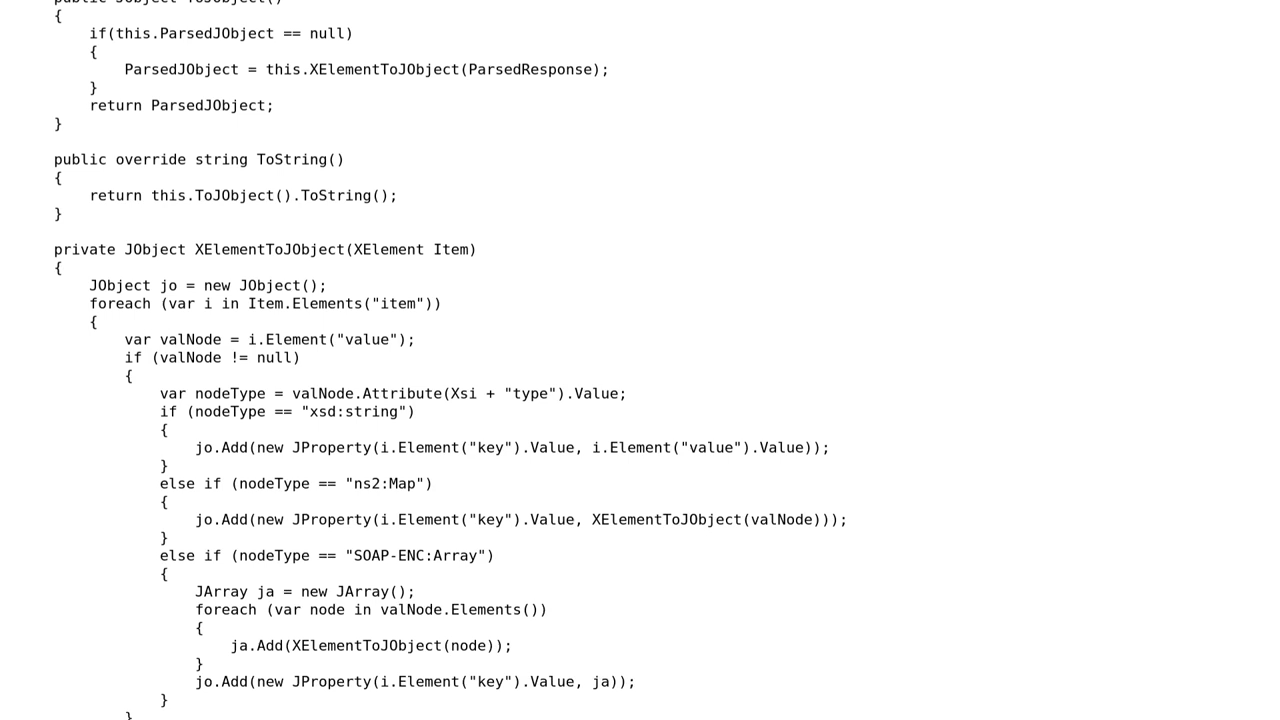 public JObject ToJObject()
{
    if(this.ParsedJObject == null)
    {
        ParsedJObject = this.XElementToJObject(ParsedResponse);
    }
    return ParsedJObject;
}

public override string ToString()
{
    return this.ToJObject().ToString();
}

private JObject XElementToJObject(XElement Item)
{
    JObject jo = new JObject();
    foreach (var i in Item.Elements("item"))
    {
        var valNode = i.Element("value");
        if (valNode != null)
        {
            var nodeType = valNode.Attribute(Xsi + "type").Value;
            if (nodeType == "xsd:string")
            {
                jo.Add(new JProperty(i.Element("key").Value, i.Element("value").Value));
            }
            else if (nodeType == "ns2:Map")
            {
                jo.Add(new JProperty(i.Element("key").Value, XElementToJObject(valNode)));
            }
            else if (nodeType == "SOAP-ENC:Array")
            {
                JArray ja = new JArray();
                foreach (var node in valNode.Elements())
                {
                    ja.Add(XElementToJObject(node));
                }
                jo.Add(new JProperty(i.Element("key").Value, ja));
            }
        }